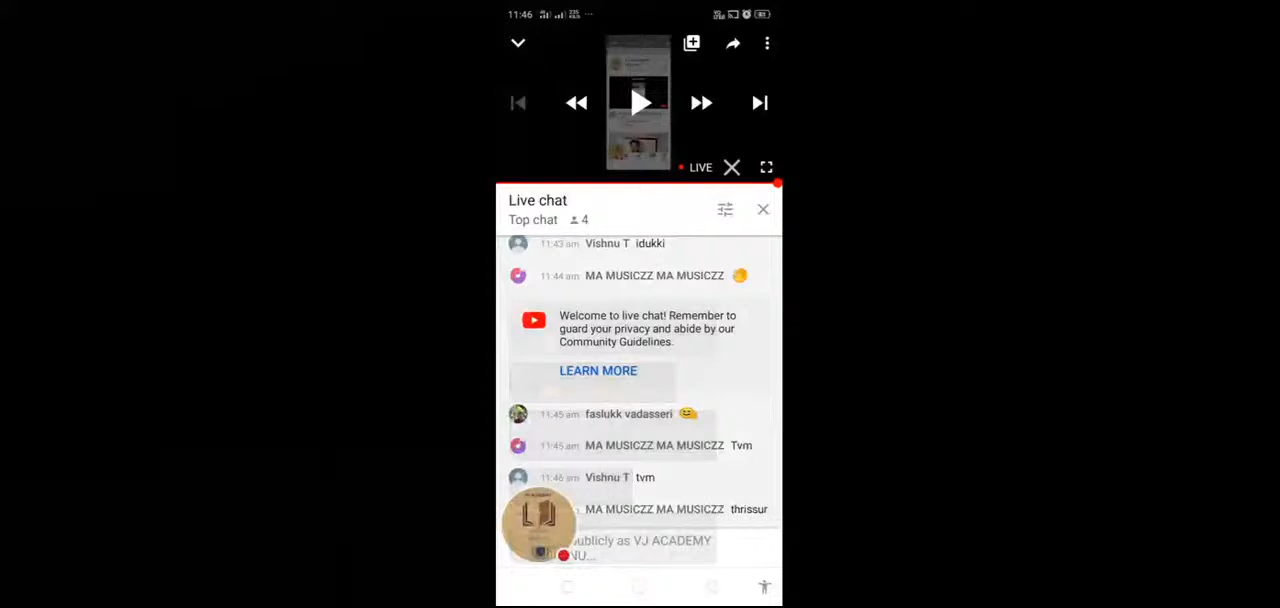 11:46
LIVE
Live chat
Top chat 4
11:43 am Vishnu T idukki
11:44 am MA MUSICZZ MA MUSICZZ 👏
Welcome to live chat! Remember to
guard your privacy and abide by our
Community Guidelines.
LEARN MORE
11:45 am faslukk vadasseri
11:45 am MA MUSICZZ MA MUSICZZ Tvm
11:46 am Vishnu T tvm
MA MUSICZZ MA MUSICZZ thrissur
publicly as VJ ACADEMY
NU...